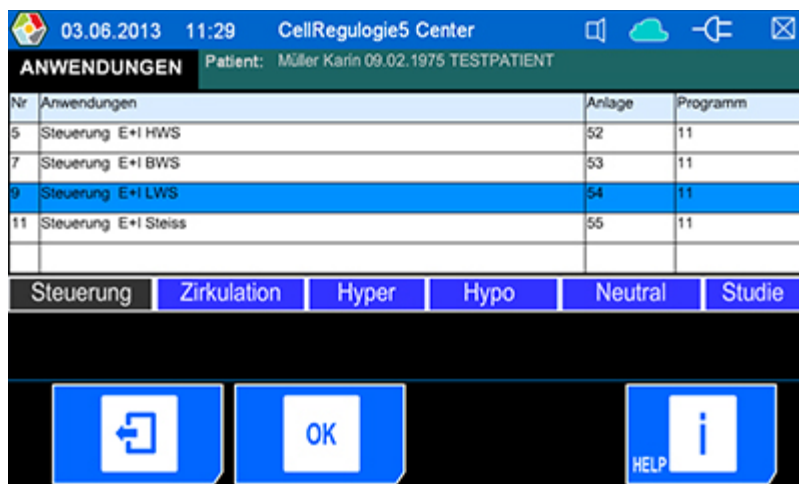 03.06.2013 11:29 CellRegulogie5 Center
ANWENDUNGEN Patient: Müller Karin 09.02.1975 TESTPATIENT
Nr Anwendungen Anlage Programm
5 Steuerung E+I HWS 52 11
7 Steuerung E+I BWS 53 11
9 Steuerung E+I LWS 54 11
11 Steuerung E+I Steiss 55 11
Steuerung Zirkulation Hyper Hypo Neutral Studie
OK HELP i